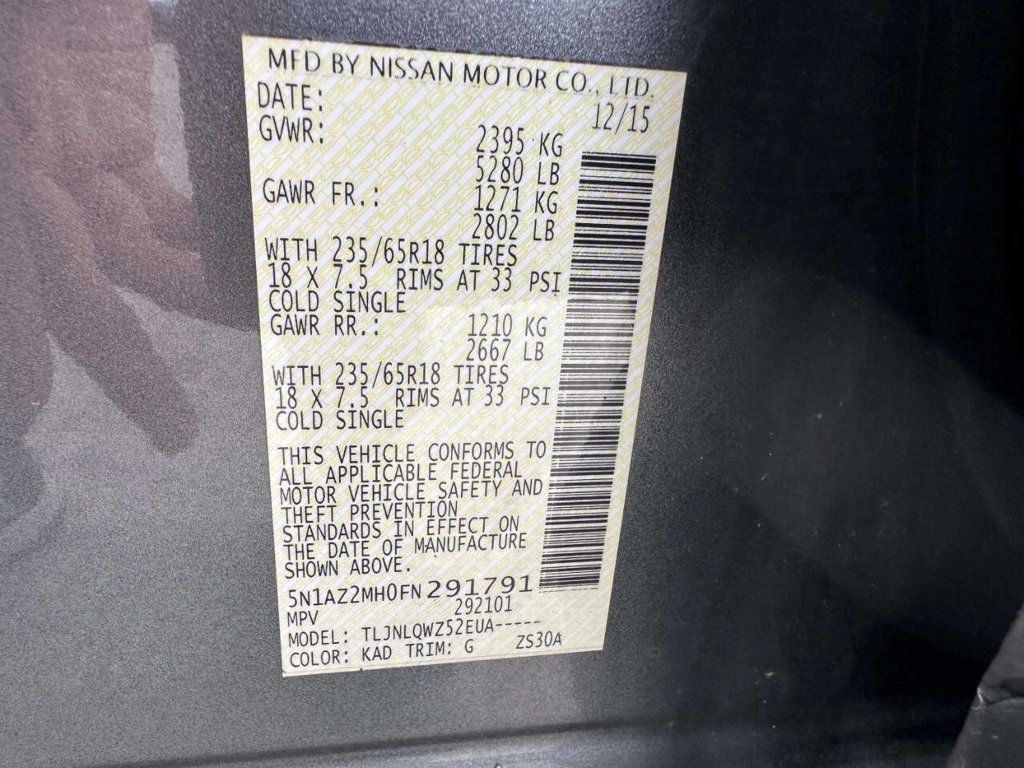 MFD BY NISSAN MOTOR CO., LTD.
DATE: 12/15
GVWR: 2395 KG
5280 LB
GAWR FR.: 1271 KG
2802 LB
WITH 235/65R18 TIRES
18 X 7.5 RIMS AT 33 PSI
COLD SINGLE
GAWR RR.: 1210 KG
2667 LB
WITH 235/65R18 TIRES
18 X 7.5 RIMS AT 33 PSI
COLD SINGLE
THIS VEHICLE CONFORMS TO
ALL APPLICABLE FEDERAL
MOTOR VEHICLE SAFETY AND
THEFT PREVENTION
STANDARDS IN EFFECT ON
THE DATE OF MANUFACTURE
SHOWN ABOVE.
5N1AZ2MH0FN291791
MPV 292101
MODEL: TLJNLQWZ52EUA-----
COLOR: KAD TRIM: G ZS30A